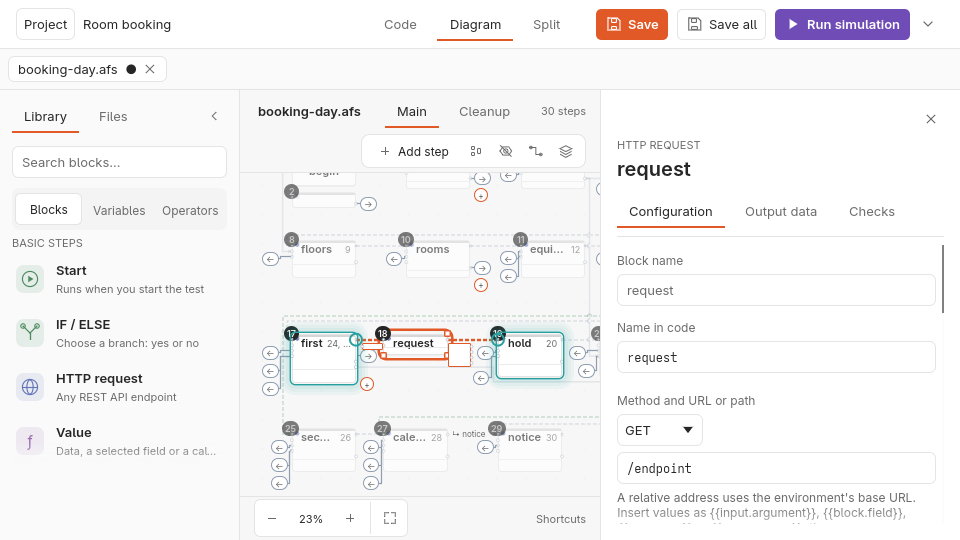 Project Room booking Code Diagram Split Save Save all Run simulation
booking-day.afs
Library Files
Search blocks...
Blocks Variables Operators
BASIC STEPS
Start
Runs when you start the test
IF / ELSE
Choose a branch: yes or no
HTTP request
Any REST API endpoint
Value
Data, a selected field or a cal...
booking-day.afs Main Cleanup 30 steps
Add step
2
8 floors 9 10 rooms 11 equi... 12
17 first 24, ... 18 request 19 hold 20
25 sec... 26 27 cale... 28 notice 29 notice 30
23% Shortcuts
HTTP REQUEST
request
Configuration Output data Checks
Block name
request
Name in code
request
Method and URL or path
GET
/endpoint
A relative address uses the environment's base URL.
Insert values as {{input.argument}}, {{block.field}},